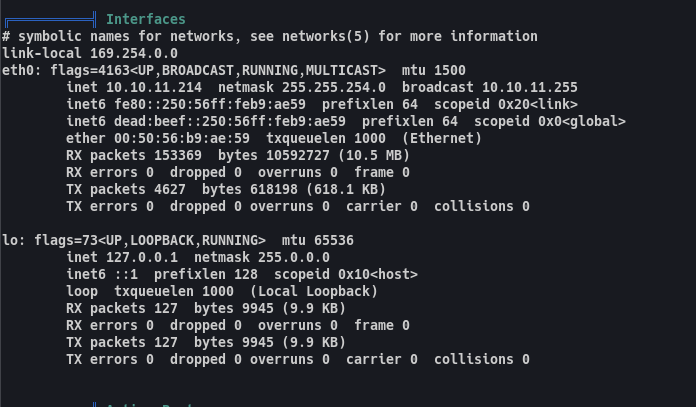 Interfaces
# symbolic names for networks, see networks(5) for more information
link-local 169.254.0.0
eth0: flags=4163<UP,BROADCAST,RUNNING,MULTICAST>  mtu 1500
        inet 10.10.11.214  netmask 255.255.254.0  broadcast 10.10.11.255
        inet6 fe80::250:56ff:feb9:ae59  prefixlen 64  scopeid 0x20<link>
        inet6 dead:beef::250:56ff:feb9:ae59  prefixlen 64  scopeid 0x0<global>
        ether 00:50:56:b9:ae:59  txqueuelen 1000  (Ethernet)
        RX packets 153369  bytes 10592727 (10.5 MB)
        RX errors 0  dropped 0  overruns 0  frame 0
        TX packets 4627  bytes 618198 (618.1 KB)
        TX errors 0  dropped 0 overruns 0  carrier 0  collisions 0

lo: flags=73<UP,LOOPBACK,RUNNING>  mtu 65536
        inet 127.0.0.1  netmask 255.0.0.0
        inet6 ::1  prefixlen 128  scopeid 0x10<host>
        loop  txqueuelen 1000  (Local Loopback)
        RX packets 127  bytes 9945 (9.9 KB)
        RX errors 0  dropped 0  overruns 0  frame 0
        TX packets 127  bytes 9945 (9.9 KB)
        TX errors 0  dropped 0 overruns 0  carrier 0  collisions 0